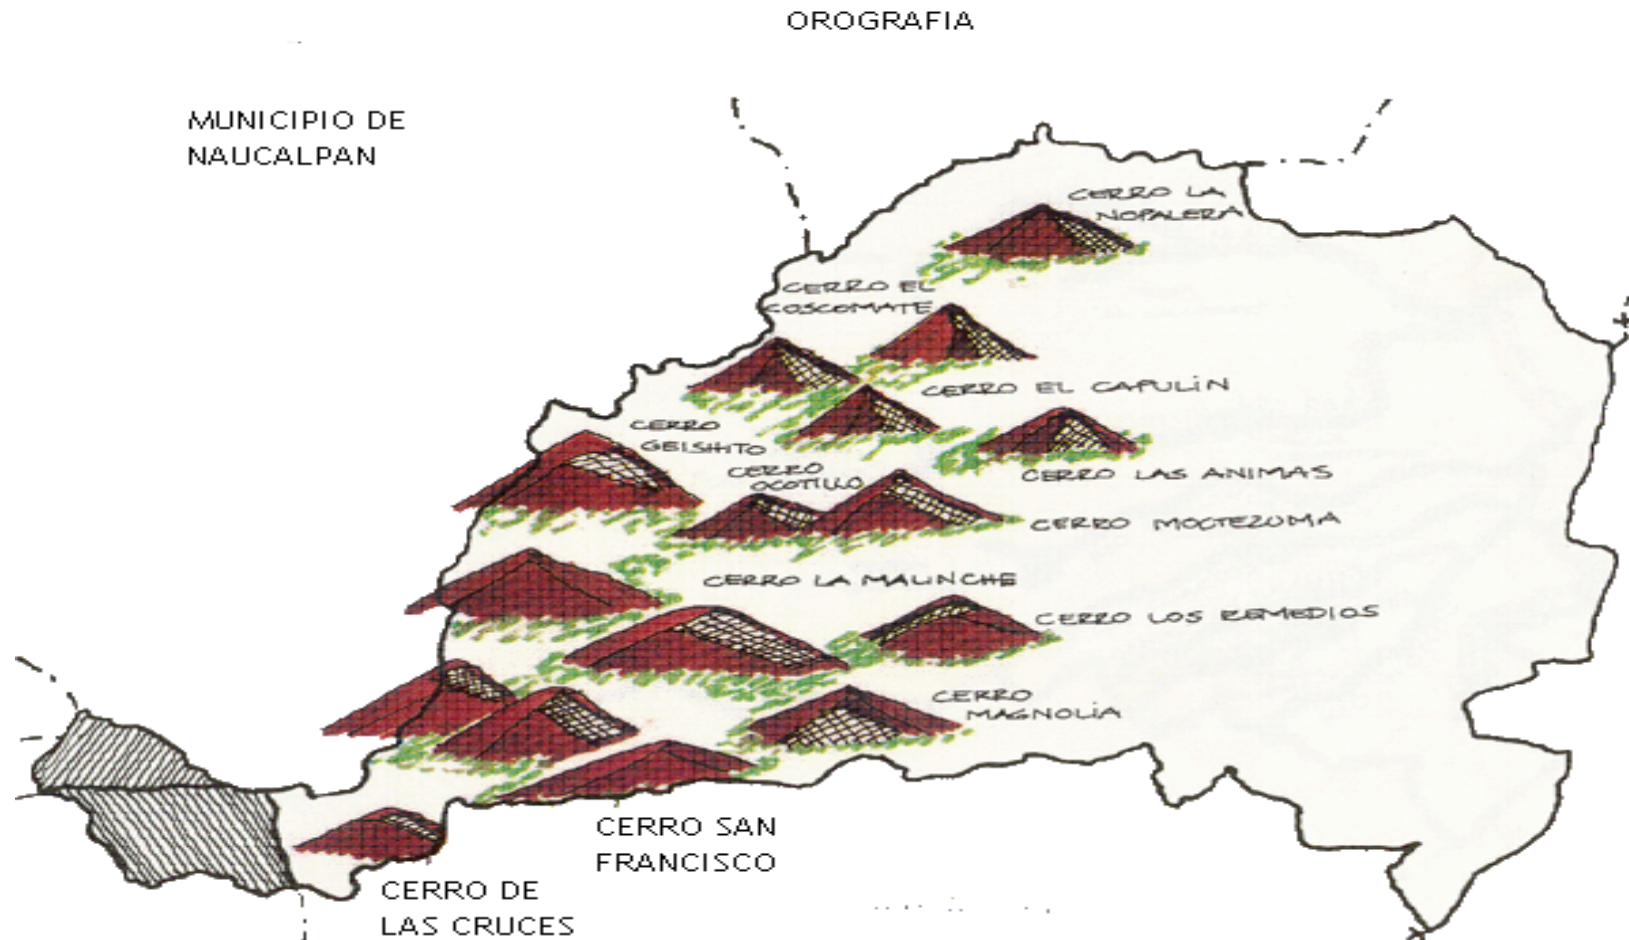 OROGRAFIA
MUNICIPIO DE
NAUCALPAN
CERRO LA
NOPALERA
CERRO EL
COSCOMATE
CERRO EL CAPULIN
CERRO
GEISHITO
CERRO
OCOTILLO
CERRO LAS ANIMAS
CERRO MOCTEZUMA
CERRO LA MALINCHE
CERRO LOS REMEDIOS
CERRO
MAGNOLIA
CERRO SAN
FRANCISCO
CERRO DE
LAS CRUCES